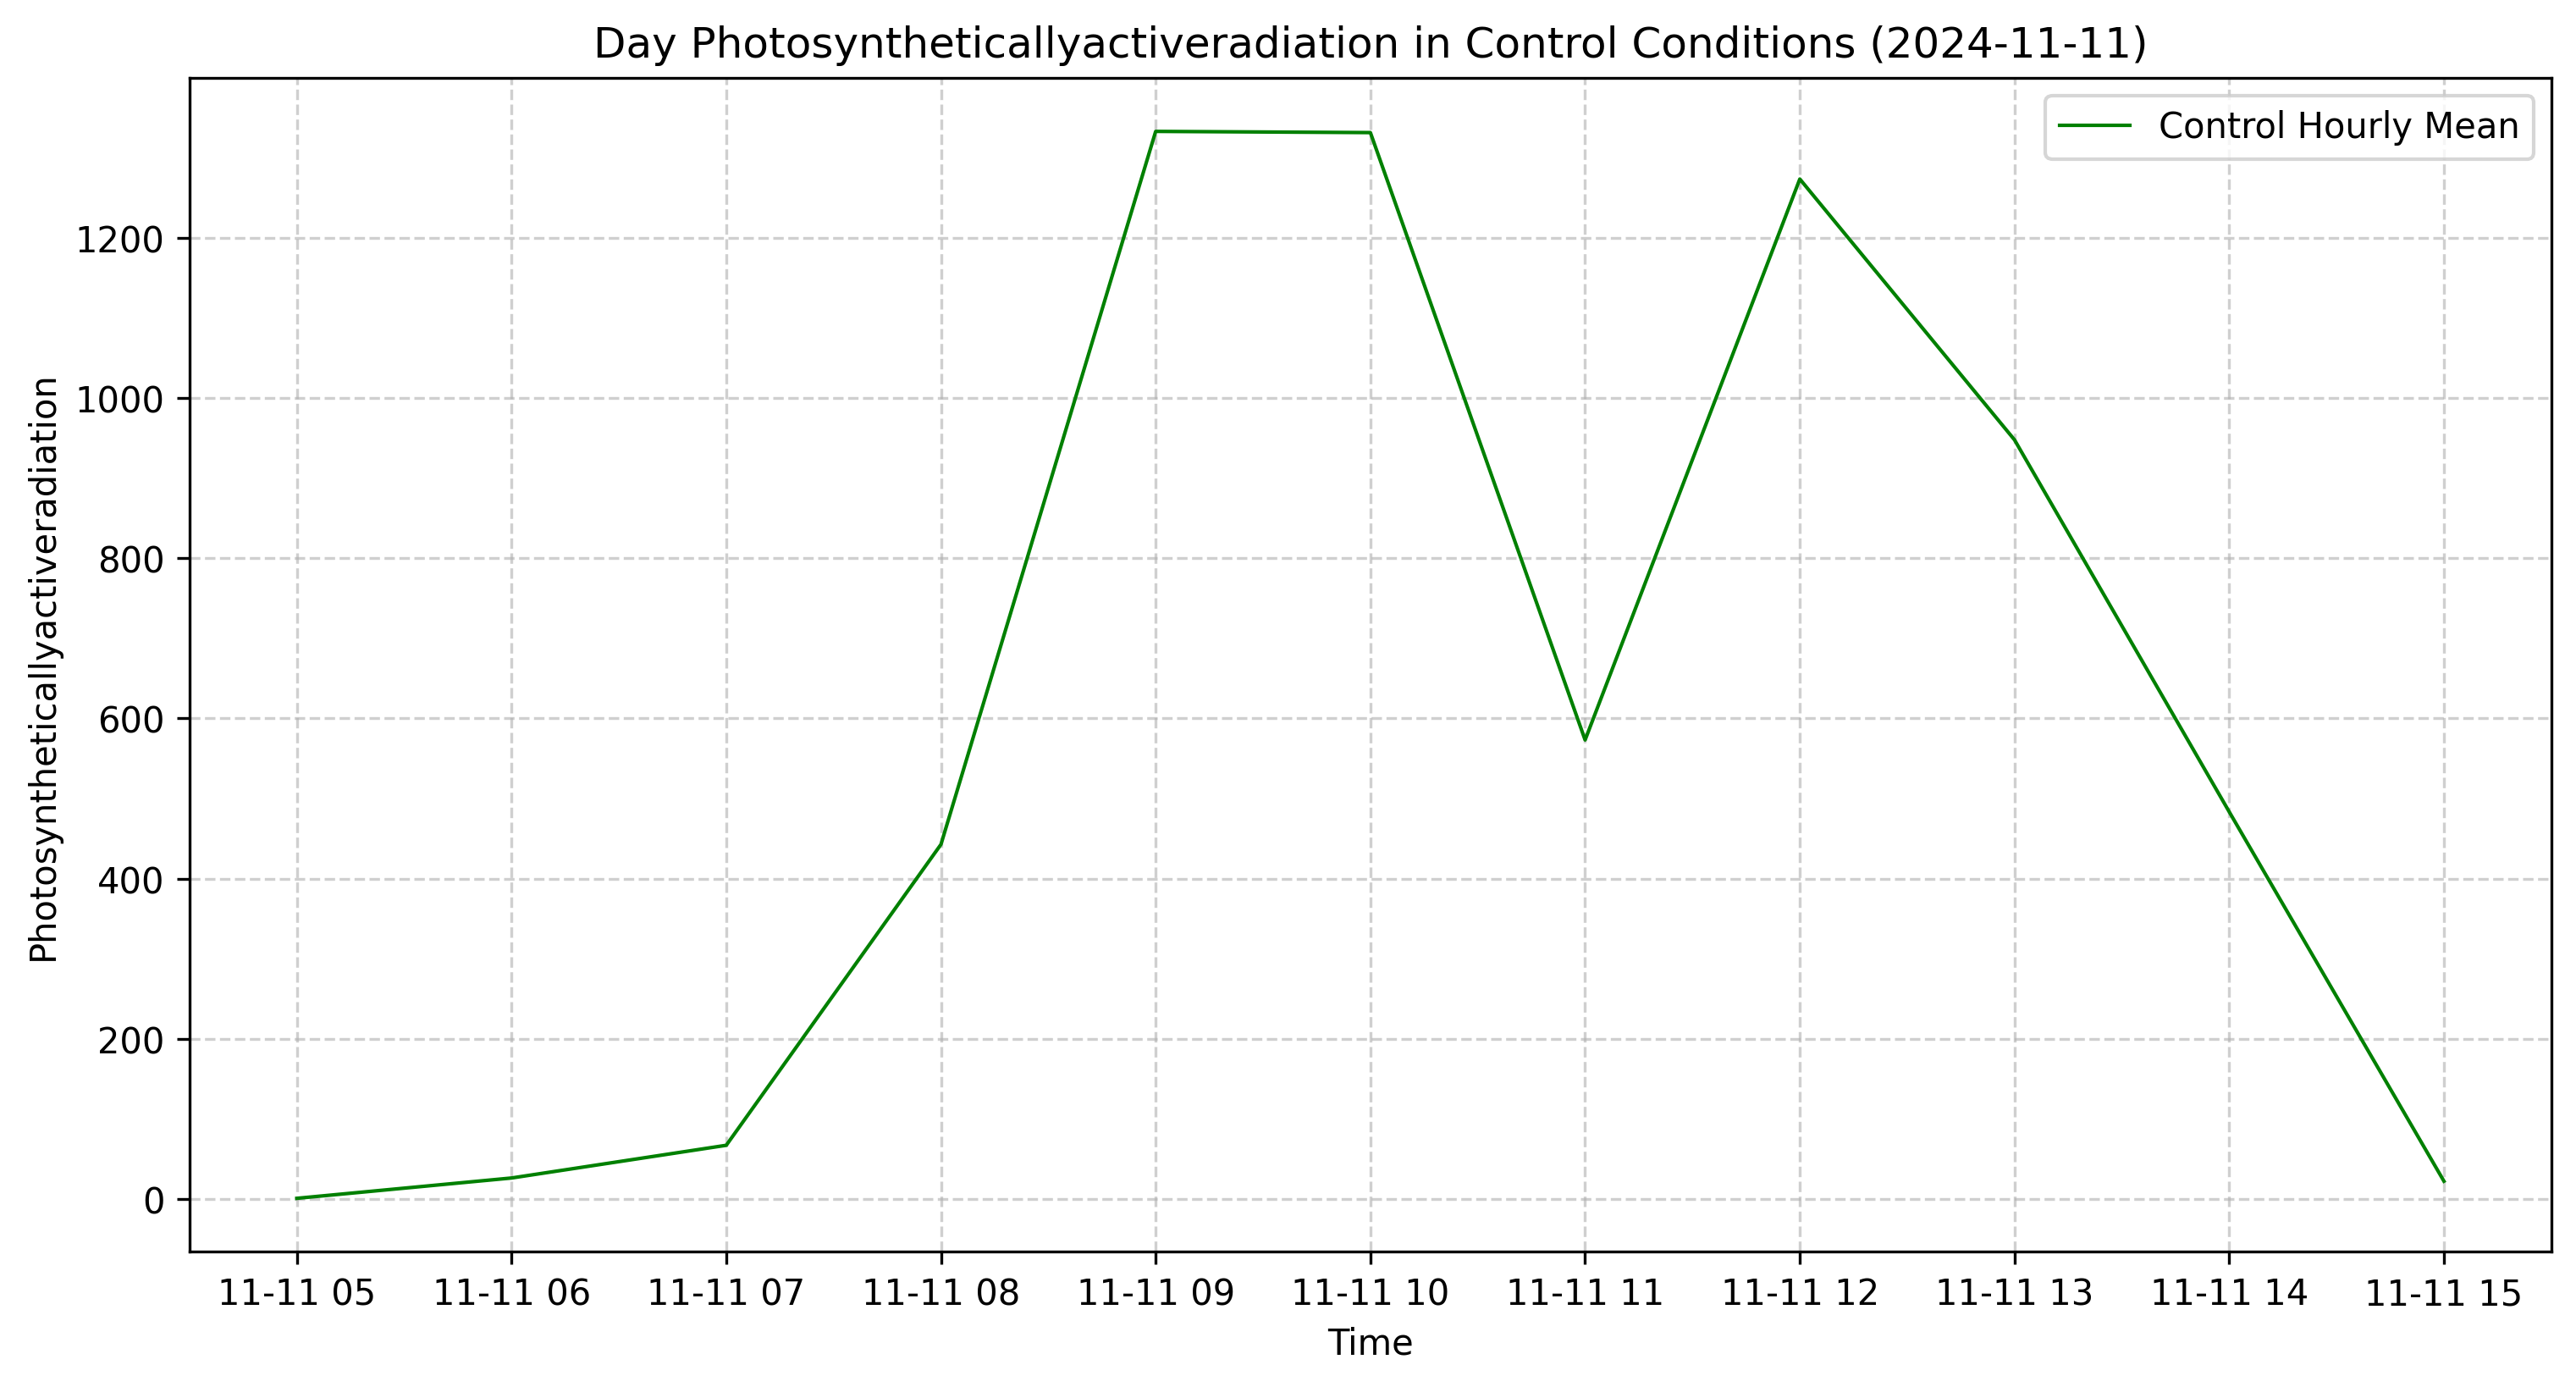 Day Photosyntheticallyactiveradiation in Control Conditions (2024-11-11)
Control Hourly Mean
Photosyntheticallyactiveradiation
1200
1000
800
600
400
200
0
11-11 05 11-11 06 11-11 07 11-11 08 11-11 09 11-11 10 11-11 11 11-11 12 11-11 13 11-11 14 11-11 15
Time